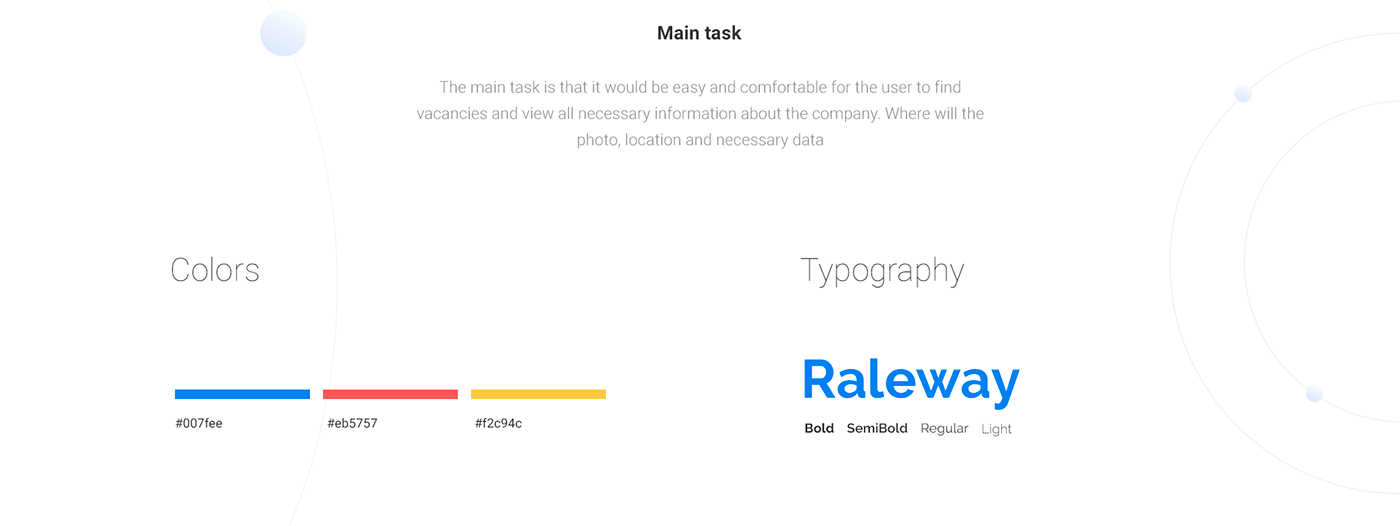 Main task
The main task is that it would be easy and comfortable for the user to find
vacancies and view all necessary information about the company. Where will the
photo, location and necessary data
Colors
#007fee #eb5757 #f2c94c
Typography
Raleway
Bold SemiBold Regular Light